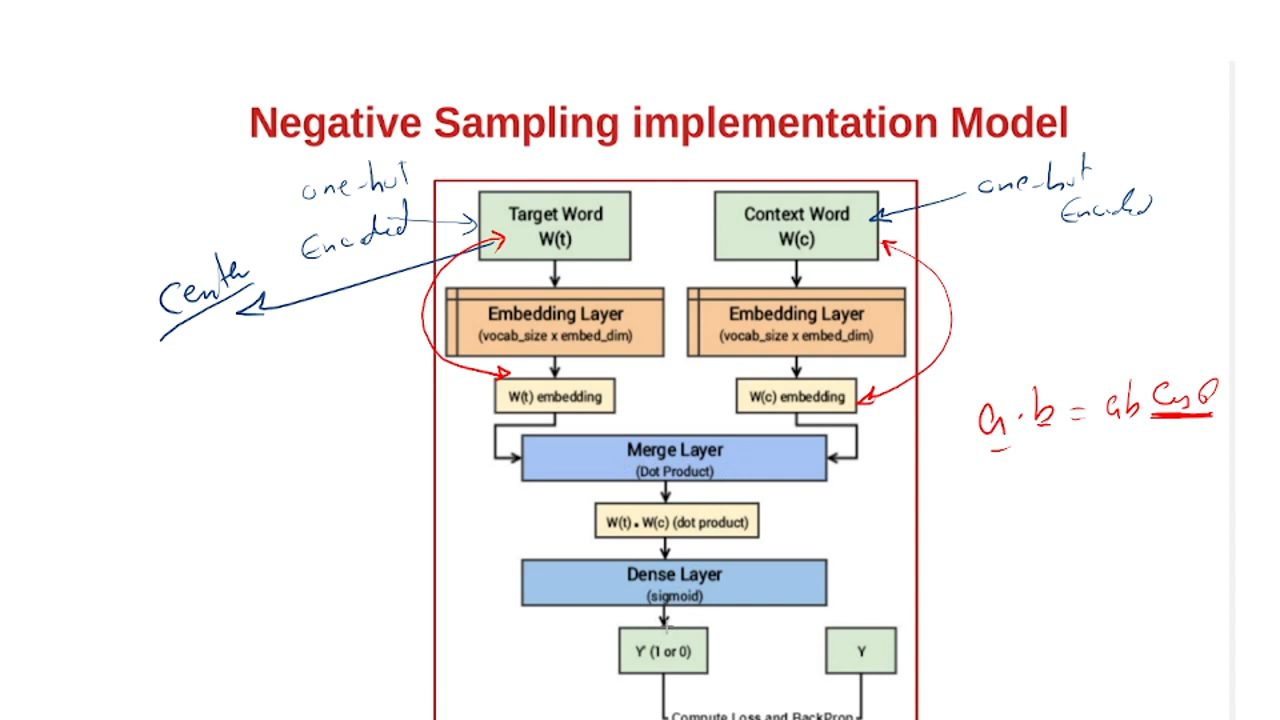 Negative Sampling implementation Model
one-hot
Encoded
Center
one-hot
Encoded
Target Word
W(t)
Context Word
W(c)
Embedding Layer
(vocab_size x embed_dim)
Embedding Layer
(vocab_size x embed_dim)
W(t) embedding
W(c) embedding
a . b = ab Cos θ
Merge Layer
(Dot Product)
W(t) . W(c) (dot product)
Dense Layer
(sigmoid)
Y' (1 or 0)
Y
Compute Loss and BackProp